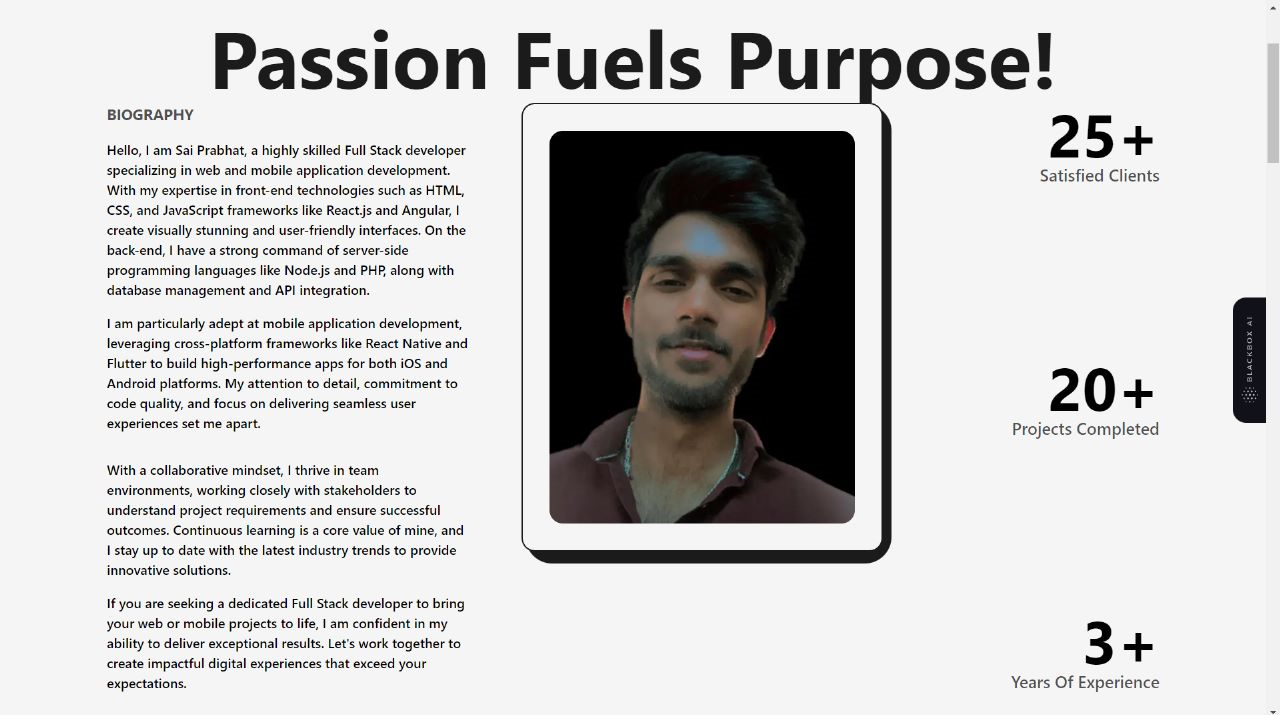 Passion Fuels Purpose!
BIOGRAPHY
Hello, I am Sai Prabhat, a highly skilled Full Stack developer
specializing in web and mobile application development.
With my expertise in front-end technologies such as HTML,
CSS, and JavaScript frameworks like React.js and Angular, I
create visually stunning and user-friendly interfaces. On the
back-end, I have a strong command of server-side
programming languages like Node.js and PHP, along with
database management and API integration.
I am particularly adept at mobile application development,
leveraging cross-platform frameworks like React Native and
Flutter to build high-performance apps for both iOS and
Android platforms. My attention to detail, commitment to
code quality, and focus on delivering seamless user
experiences set me apart.
With a collaborative mindset, I thrive in team
environments, working closely with stakeholders to
understand project requirements and ensure successful
outcomes. Continuous learning is a core value of mine, and
I stay up to date with the latest industry trends to provide
innovative solutions.
If you are seeking a dedicated Full Stack developer to bring
your web or mobile projects to life, I am confident in my
ability to deliver exceptional results. Let's work together to
create impactful digital experiences that exceed your
expectations.
25+
Satisfied Clients
20+
Projects Completed
3+
Years Of Experience
BLACKBOX AI